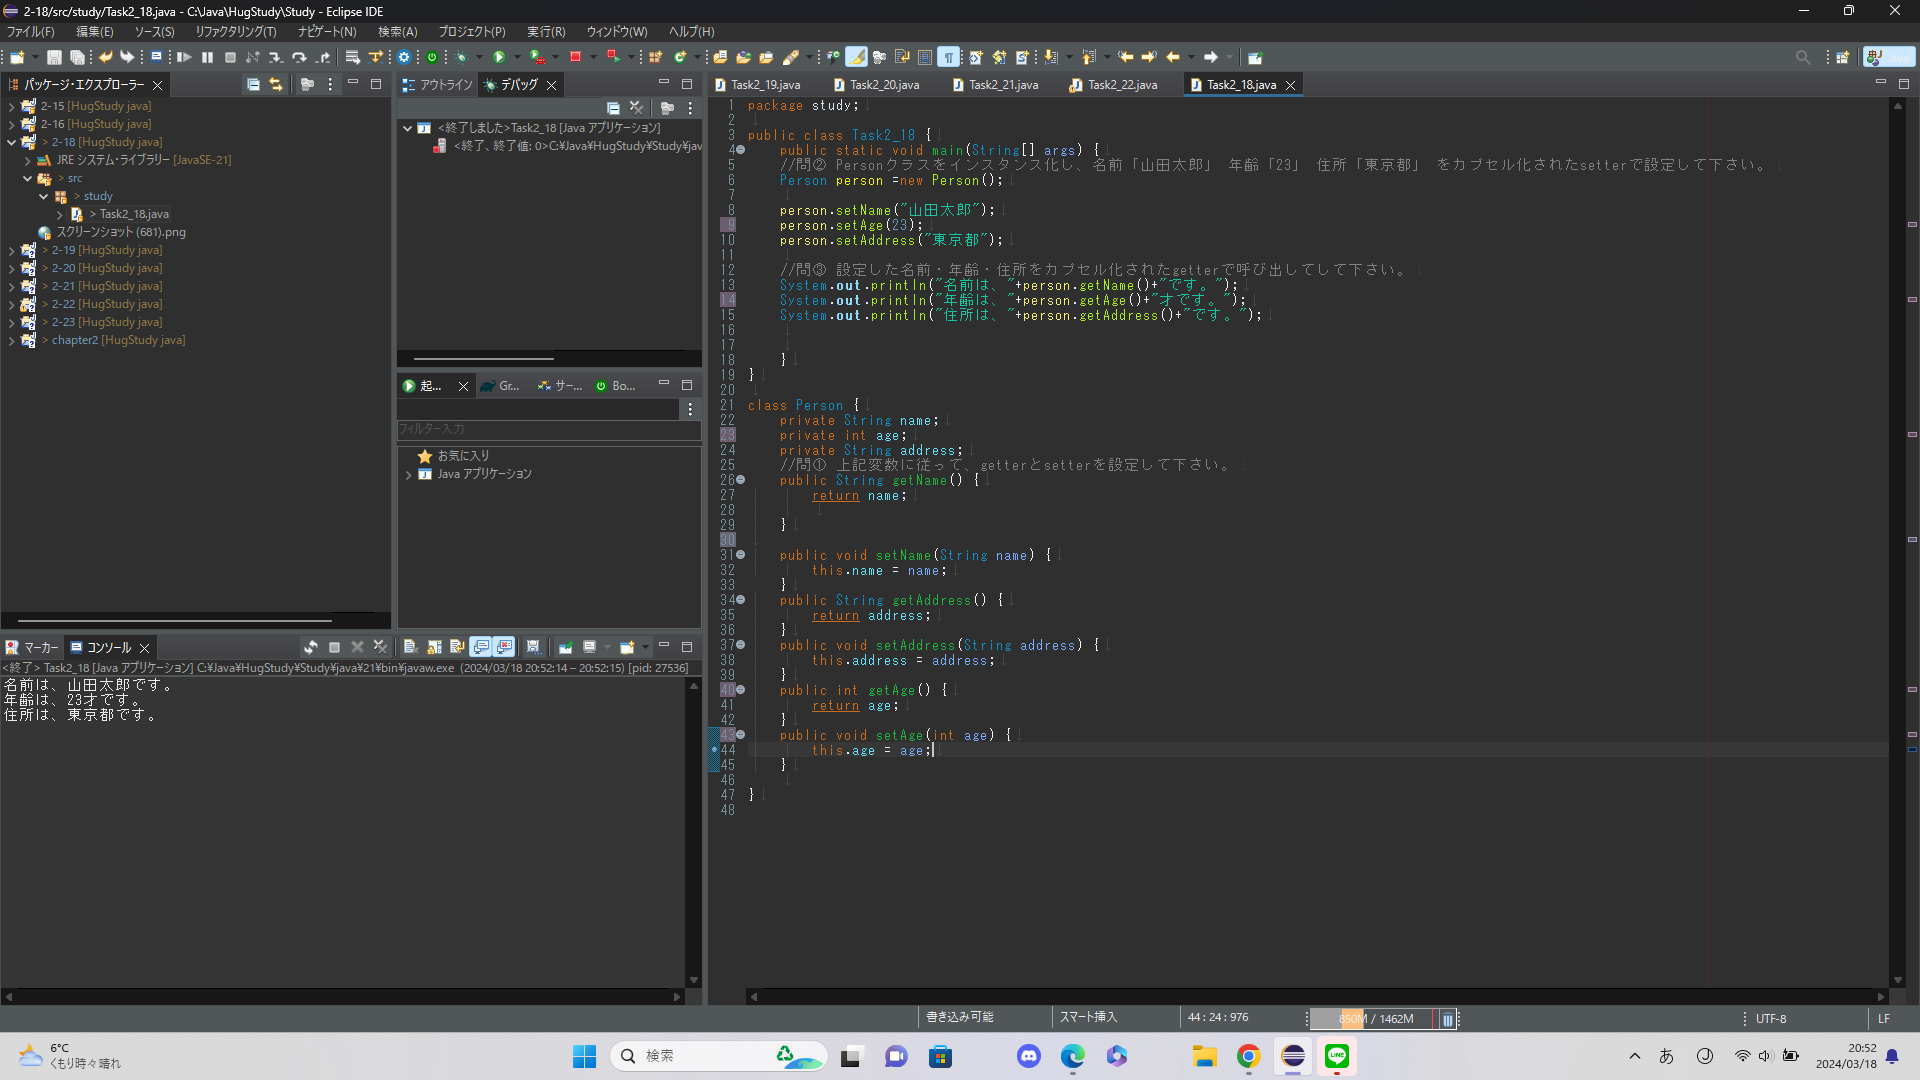 2-18/src/study/Task2_18.java - C:\Java\HugStudy\Study - Eclipse IDE
ファイル(F) 編集(E) ソース(S) リファクタリング(T) ナビゲート(N) 検索(A) プロジェクト(P) 実行(R) ウィンドウ(W) ヘルプ(H)
パッケージ・エクスプローラー
2-15 [HugStudy java]
2-16 [HugStudy java]
> 2-18 [HugStudy java]
JRE システム・ライブラリー [JavaSE-21]
> src
> study
> Task2_18.java
スクリーンショット (681).png
> 2-19 [HugStudy java]
> 2-20 [HugStudy java]
> 2-21 [HugStudy java]
> 2-22 [HugStudy java]
> 2-23 [HugStudy java]
> chapter2 [HugStudy java]
アウトライン デバッグ
<終了しました>Task2_18 [Java アプリケーション]
<終了、終了値: 0>C:¥Java¥HugStudy¥Study¥jav
起... Gr... サー... Bo...
フィルター入力
お気に入り
Java アプリケーション
マーカー コンソール
<終了> Task2_18 [Java アプリケーション] C:¥Java¥HugStudy¥Study¥java¥21¥bin¥javaw.exe (2024/03/18 20:52:14 – 20:52:15) [pid: 27536]
名前は、山田太郎です。
年齢は、23才です。
住所は、東京都です。
Task2_19.java Task2_20.java Task2_21.java Task2_22.java Task2_18.java
1 package study;
2
3 public class Task2_18 {
4 public static void main(String[] args) {
5 //問② Personクラスをインスタンス化し、名前「山田太郎」 年齢「23」 住所「東京都」 をカプセル化されたsetterで設定して下さい。
6 Person person =new Person();
7
8 person.setName("山田太郎");
9 person.setAge(23);
10 person.setAddress("東京都");
11
12 //問③ 設定した名前・年齢・住所をカプセル化されたgetterで呼び出してして下さい。
13 System.out.println("名前は、"+person.getName()+"です。");
14 System.out.println("年齢は、"+person.getAge()+"才です。");
15 System.out.println("住所は、"+person.getAddress()+"です。");
16
17
18 }
19 }
20
21 class Person {
22 private String name;
23 private int age;
24 private String address;
25 //問① 上記変数に従って、getterとsetterを設定して下さい。
26 public String getName() {
27 return name;
28
29 }
30
31 public void setName(String name) {
32 this.name = name;
33 }
34 public String getAddress() {
35 return address;
36 }
37 public void setAddress(String address) {
38 this.address = address;
39 }
40 public int getAge() {
41 return age;
42 }
43 public void setAge(int age) {
44 this.age = age;
45 }
46
47 }
48
書き込み可能 スマート挿入 44 : 24 : 976 850M / 1462M UTF-8 LF
6°C
くもり時々晴れ
検索
あ
20:52
2024/03/18